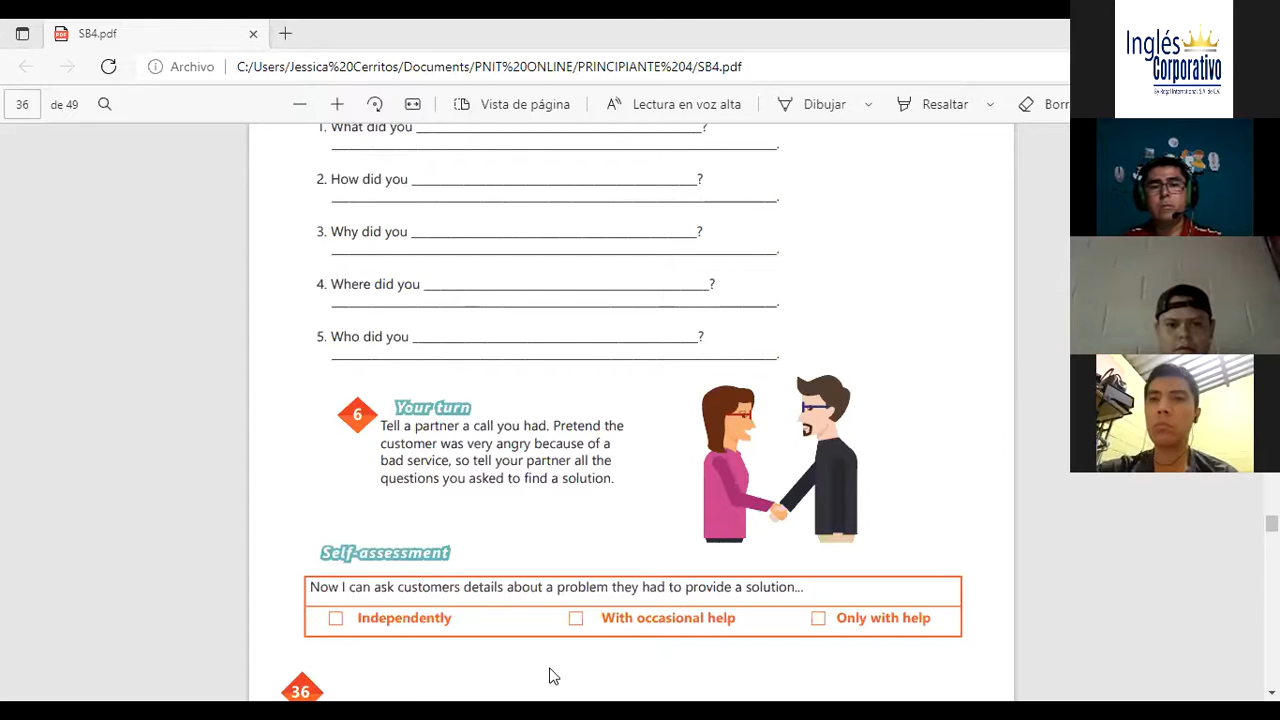 SB4.pdf
Archivo C:/Users/Jessica%20Cerritos/Documents/PNIT%20ONLINE/PRINCIPIANTE%204/SB4.pdf
36 de 49 Vista de página Lectura en voz alta Dibujar Resaltar Borr
1. What did you ?
2. How did you ?
3. Why did you ?
4. Where did you ?
5. Who did you ?
6 Your turn
Tell a partner a call you had. Pretend the
customer was very angry because of a
bad service, so tell your partner all the
questions you asked to find a solution.
Self-assessment
Now I can ask customers details about a problem they had to provide a solution...
Independently With occasional help Only with help
36
Inglés
Corporativo